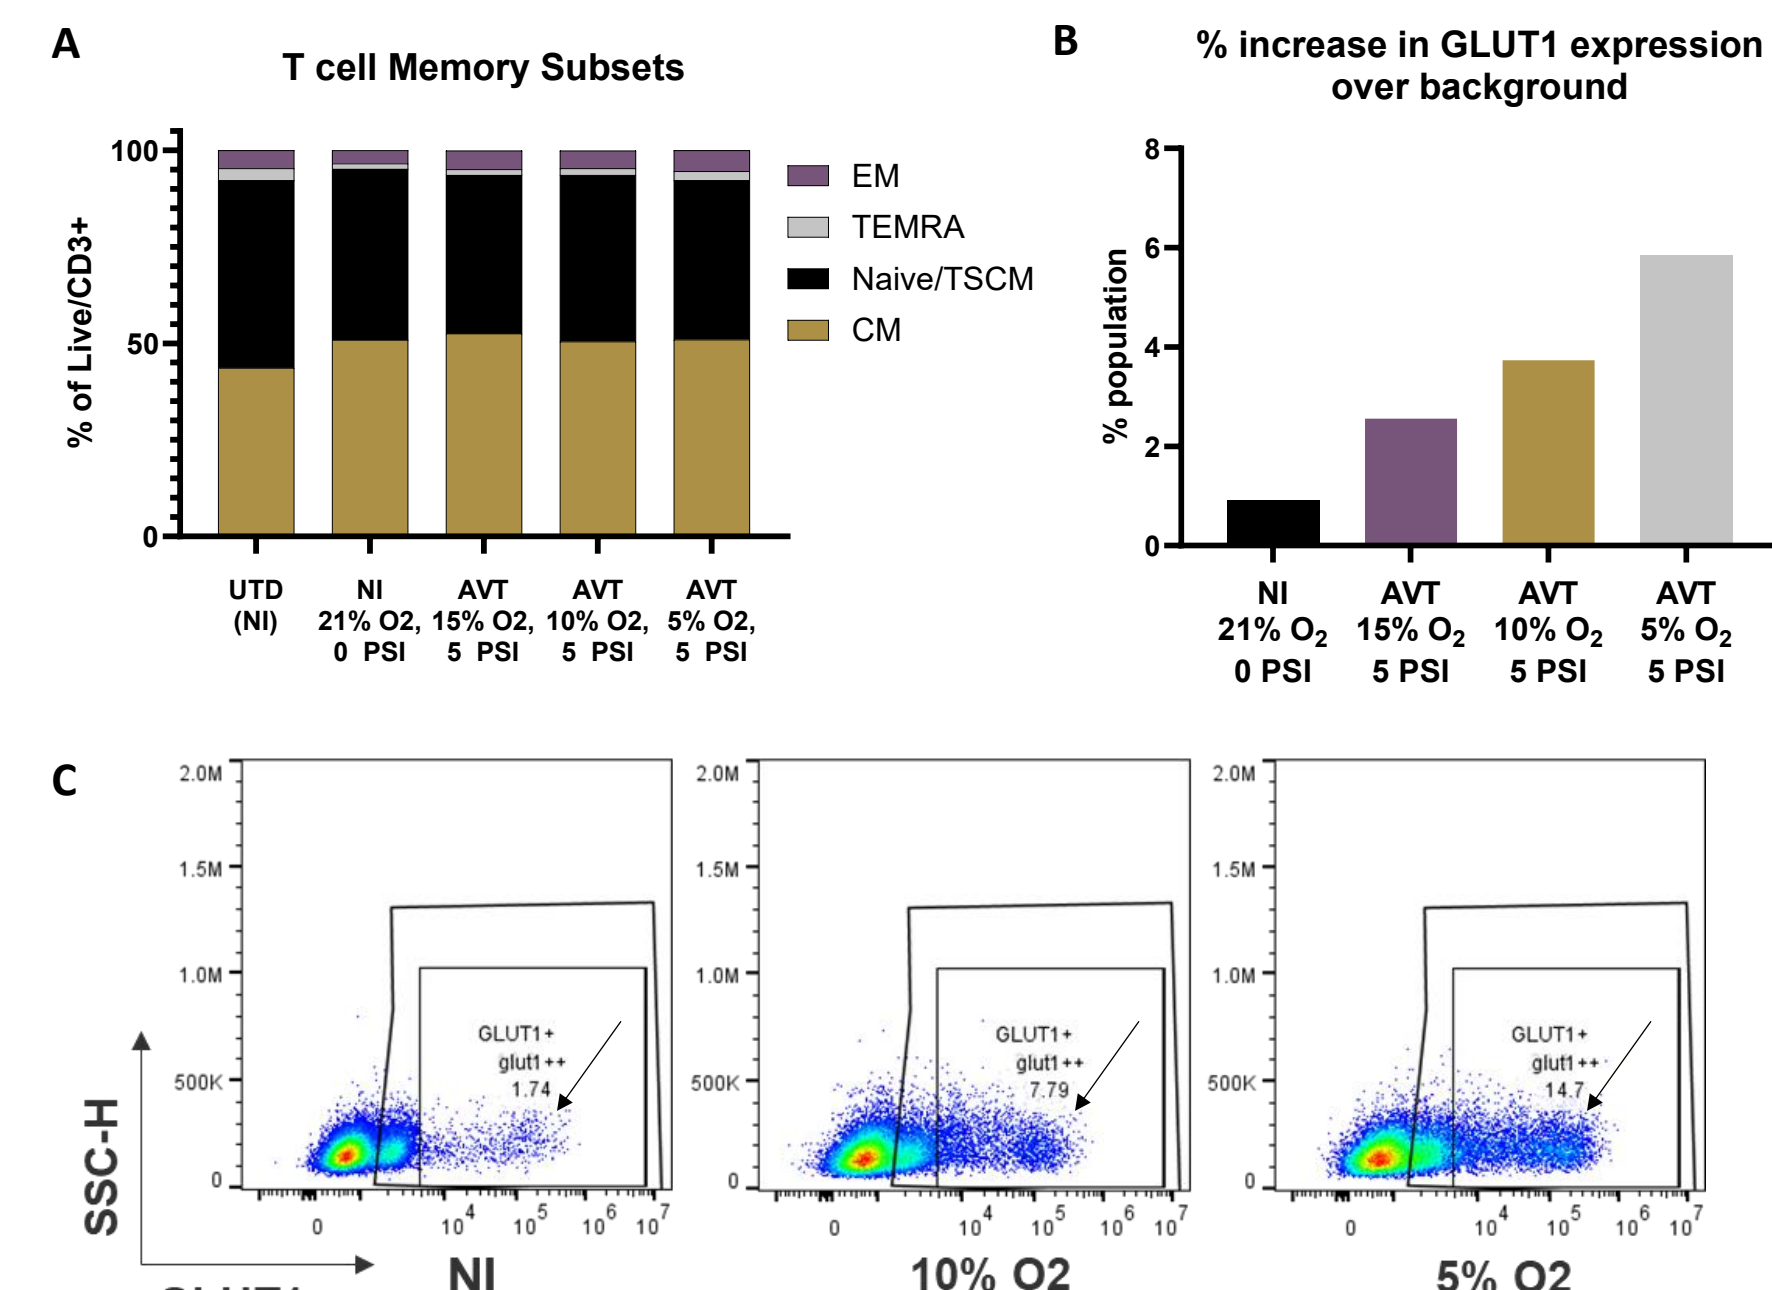 A
T cell Memory Subsets
% of Live/CD3+
100
50
0
EM
TEMRA
Naive/TSCM
CM
UTD
(NI)
NI
21% O2,
0 PSI
AVT
15% O2,
5 PSI
AVT
10% O2,
5 PSI
AVT
5% O2,
5 PSI
B
% increase in GLUT1 expression
over background
% population
8
6
4
2
0
NI
21% O2
0 PSI
AVT
15% O2
5 PSI
AVT
10% O2
5 PSI
AVT
5% O2
5 PSI
C
SSC-H
2.0M
1.5M
1.0M
500K
0
GLUT1+
glut1++
1.74
0
10^4
10^5
10^6
10^7
NI
2.0M
1.5M
1.0M
500K
0
GLUT1+
glut1++
7.79
0
10^4
10^5
10^6
10^7
10% O2
2.0M
1.5M
1.0M
500K
0
GLUT1+
glut1++
14.7
0
10^4
10^5
10^6
10^7
5% O2
GLUT1